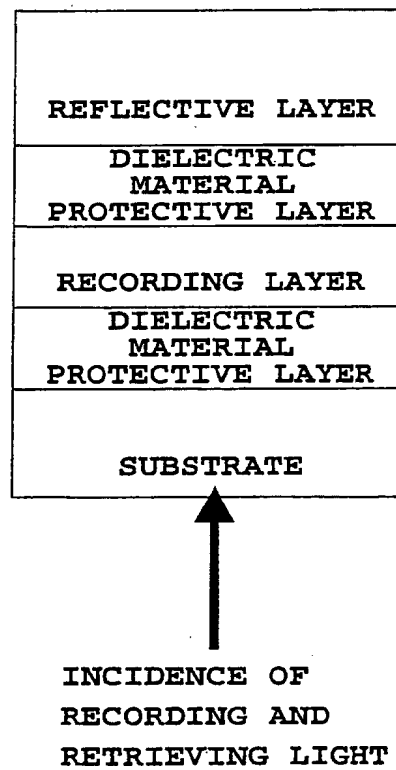 REFLECTIVE LAYER
DIELECTRIC
MATERIAL
PROTECTIVE LAYER
RECORDING LAYER
DIELECTRIC
MATERIAL
PROTECTIVE LAYER
SUBSTRATE
INCIDENCE OF
RECORDING AND
RETRIEVING LIGHT